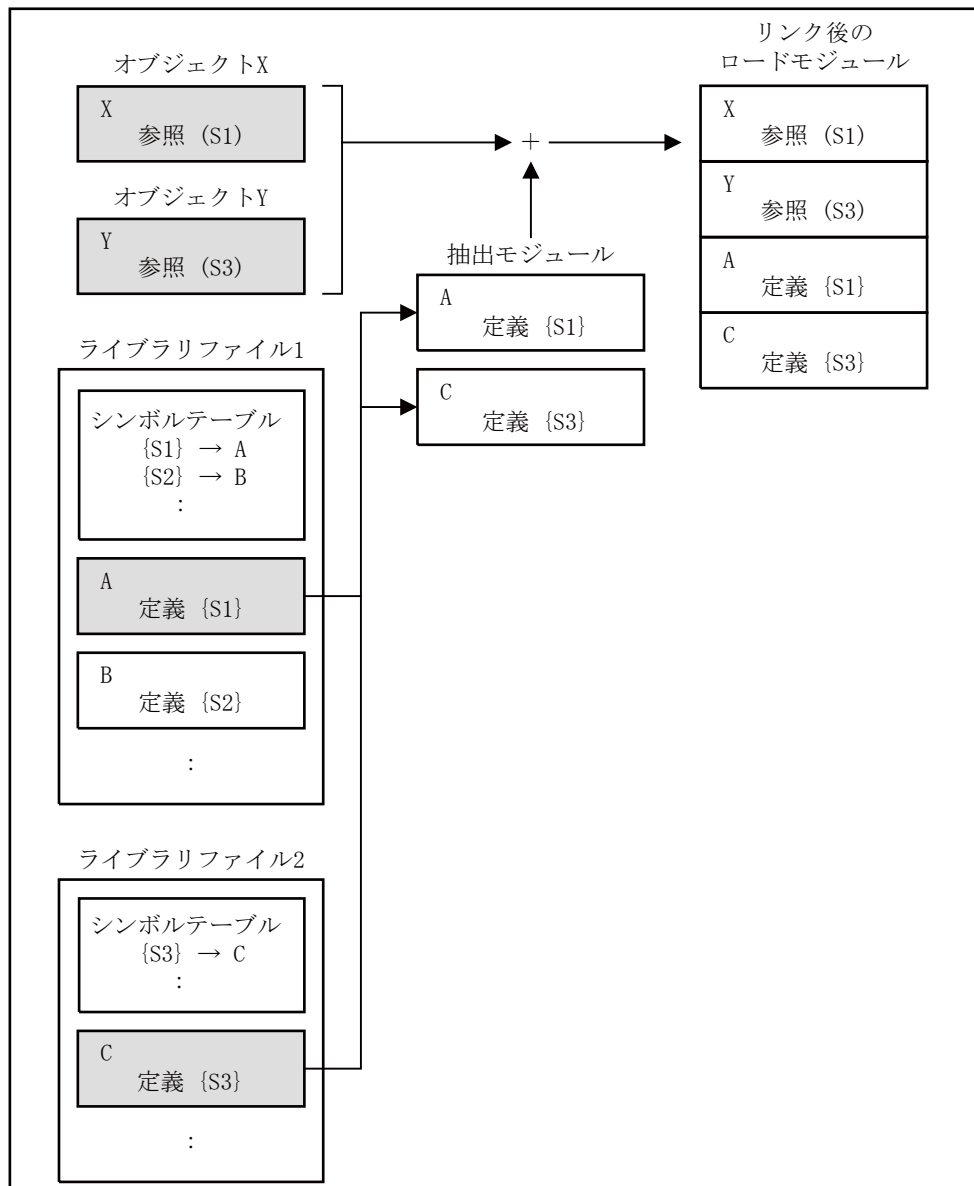 オブジェクトX
X
参照 (S1)
オブジェクトY
Y
参照 (S3)
ライブラリファイル1
シンボルテーブル
{S1} → A
{S2} → B
:
A
定義 {S1}
B
定義 {S2}
:
ライブラリファイル2
シンボルテーブル
{S3} → C
:
C
定義 {S3}
:
+
抽出モジュール
A
定義 {S1}
C
定義 {S3}
リンク後の
ロードモジュール
X
参照 (S1)
Y
参照 (S3)
A
定義 {S1}
C
定義 {S3}